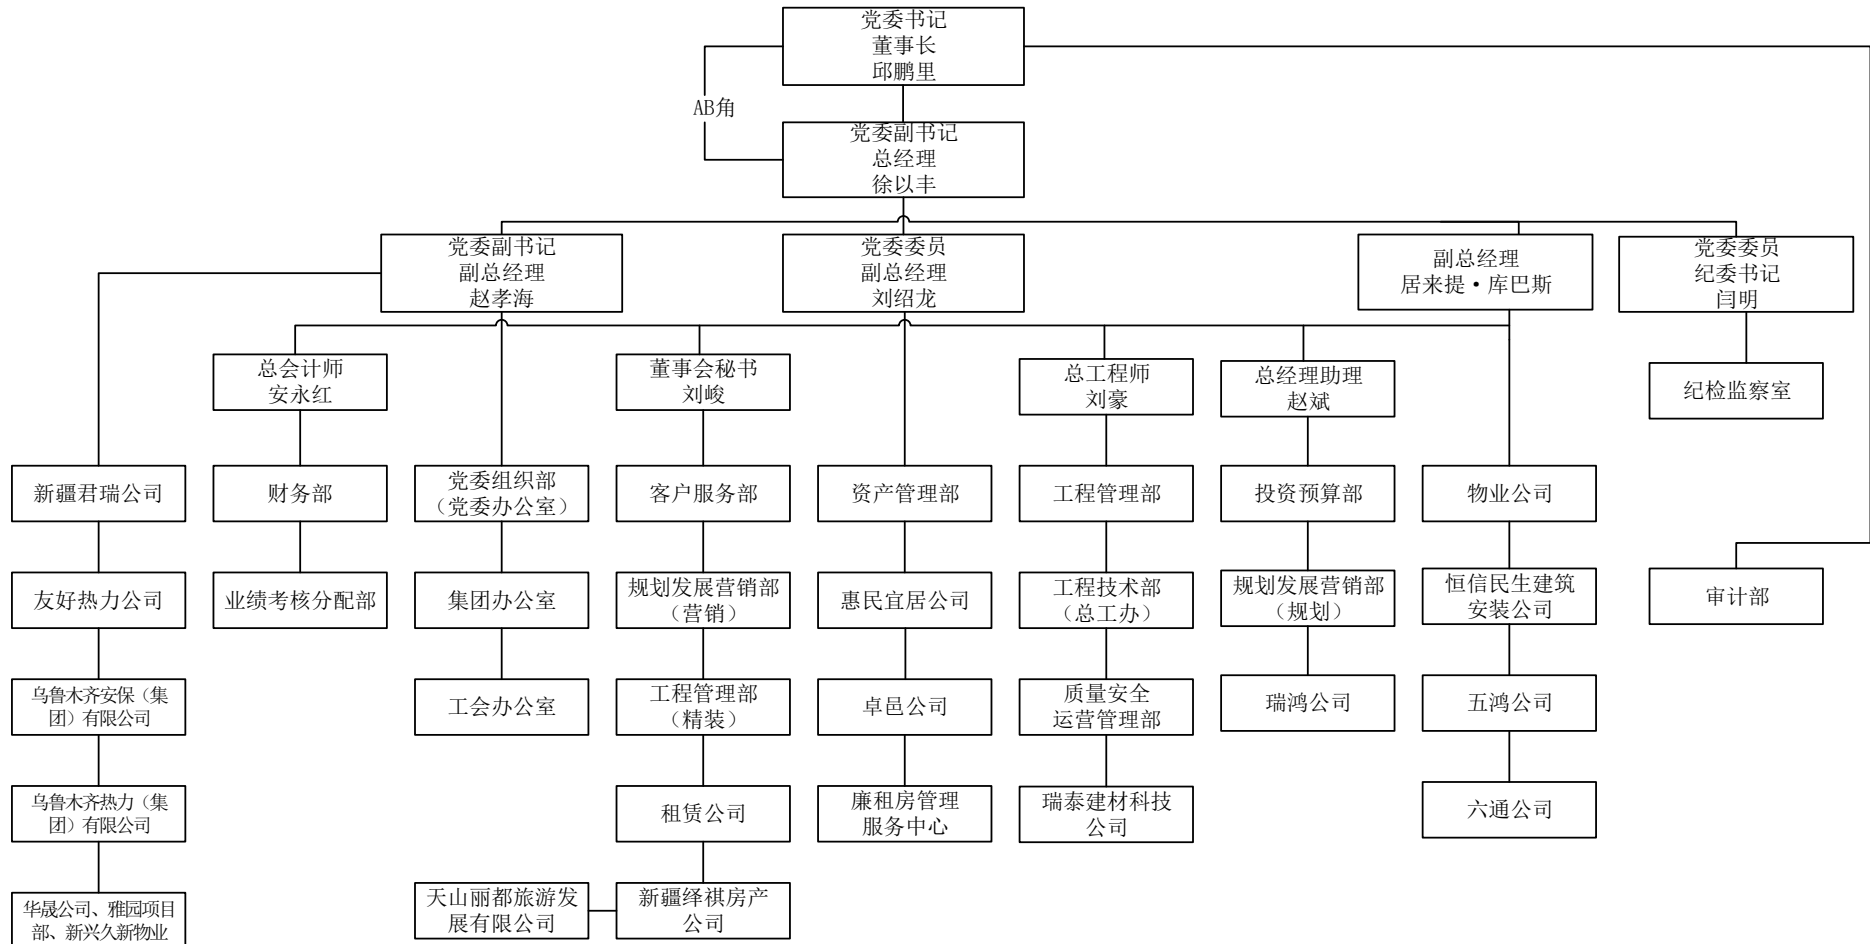 党委书记
董事长
邱鹏里
AB角
党委副书记
总经理
徐以丰
党委副书记
副总经理
赵孝海
党委委员
副总经理
刘绍龙
副总经理
居来提·库巴斯
党委委员
纪委书记
闫明
总会计师
安永红
董事会秘书
刘峻
总工程师
刘豪
总经理助理
赵斌
纪检监察室
新疆君瑞公司
财务部
党委组织部
（党委办公室）
客户服务部
资产管理部
工程管理部
投资预算部
物业公司
友好热力公司
业绩考核分配部
集团办公室
规划发展营销部
（营销）
惠民宜居公司
工程技术部
（总工办）
规划发展营销部
（规划）
恒信民生建筑
安装公司
审计部
乌鲁木齐安保（集
团）有限公司
工会办公室
工程管理部
（精装）
卓邑公司
质量安全
运营管理部
瑞鸿公司
五鸿公司
乌鲁木齐热力（集
团）有限公司
租赁公司
廉租房管理
服务中心
瑞泰建材科技
公司
六通公司
华晟公司、雅园项目
部、新兴久新物业
天山丽都旅游发
展有限公司
新疆绎祺房产
公司